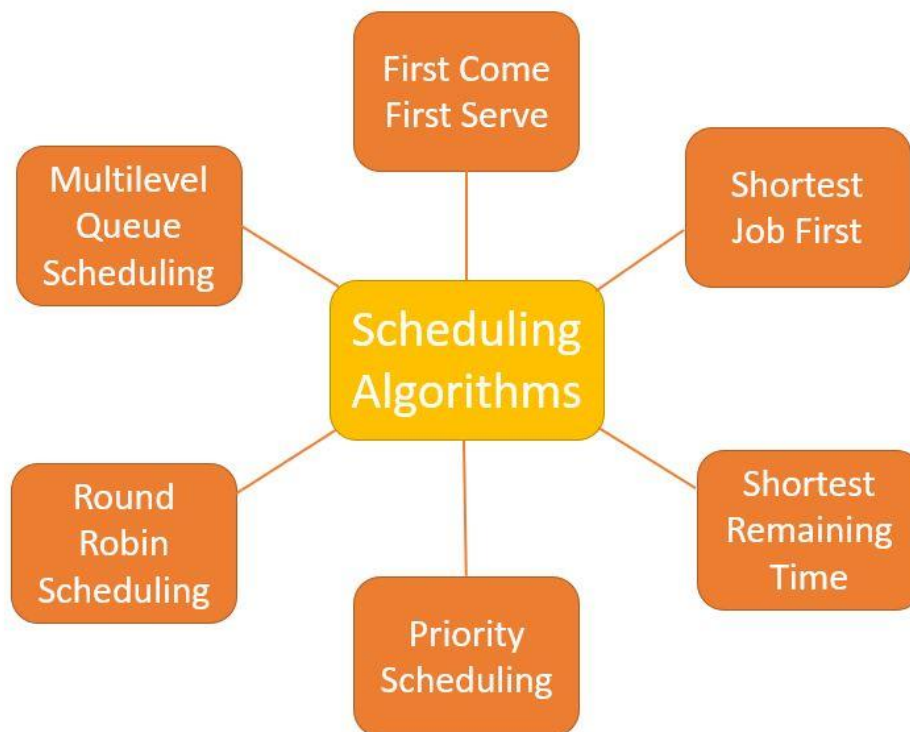 First Come
First Serve
Multilevel
Queue
Scheduling
Shortest
Job First
Scheduling
Algorithms
Round
Robin
Scheduling
Shortest
Remaining
Time
Priority
Scheduling